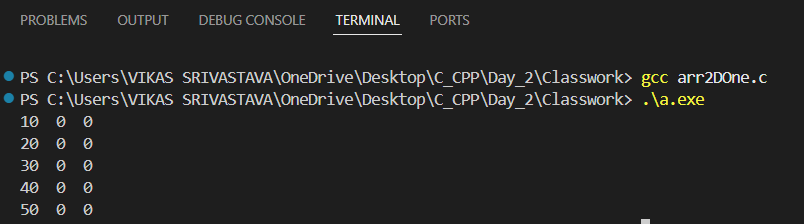 PROBLEMS OUTPUT DEBUG CONSOLE TERMINAL PORTS
PS C:\Users\VIKAS SRIVASTAVA\OneDrive\Desktop\C_CPP\Day_2\Classwork> gcc arr2DOne.c
PS C:\Users\VIKAS SRIVASTAVA\OneDrive\Desktop\C_CPP\Day_2\Classwork> .\a.exe
10 0 0
20 0 0
30 0 0
40 0 0
50 0 0